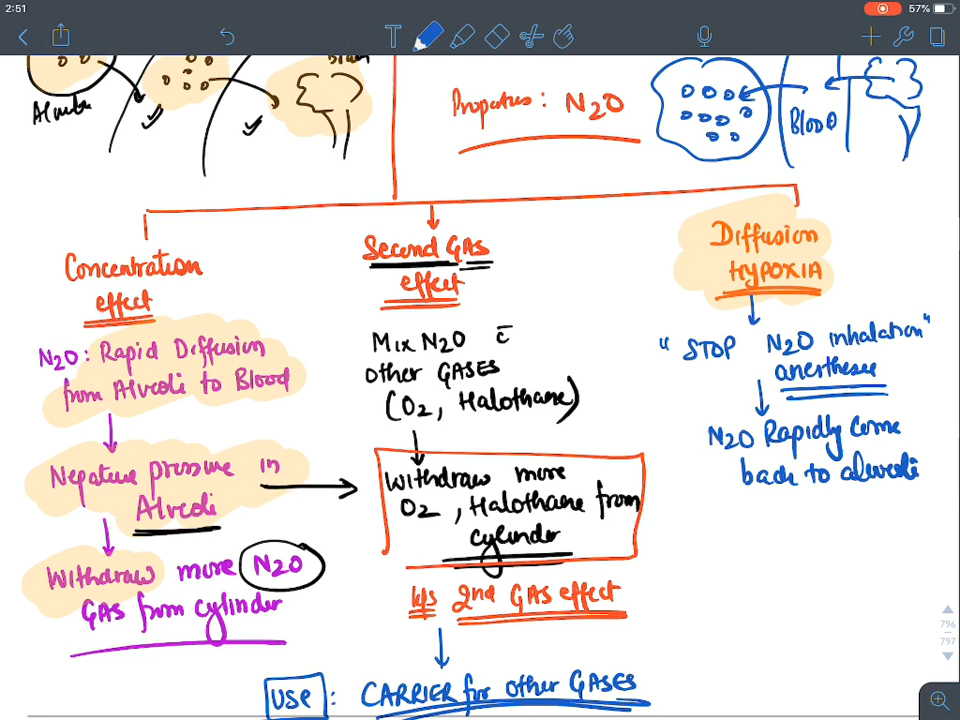 2:51
57%
T
Alveoli
Brain
Properties: N2O
Blood
Concentration
effect
N2O: Rapid Diffusion
from Alveoli to Blood
Negative pressure in
Alveoli
Withdraw more N2O
GAS from cylinder
Second GAS
effect
Mix N2O c̄
other GASES
(O2, Halothane)
Withdraw more
O2, Halothane from
cylinder
k/s 2nd GAS effect
USE: CARRIER for other GASES
Diffusion
HYPOXIA
"STOP N2O inhalation"
N2O Rapidly come
back to alveoli
796
797